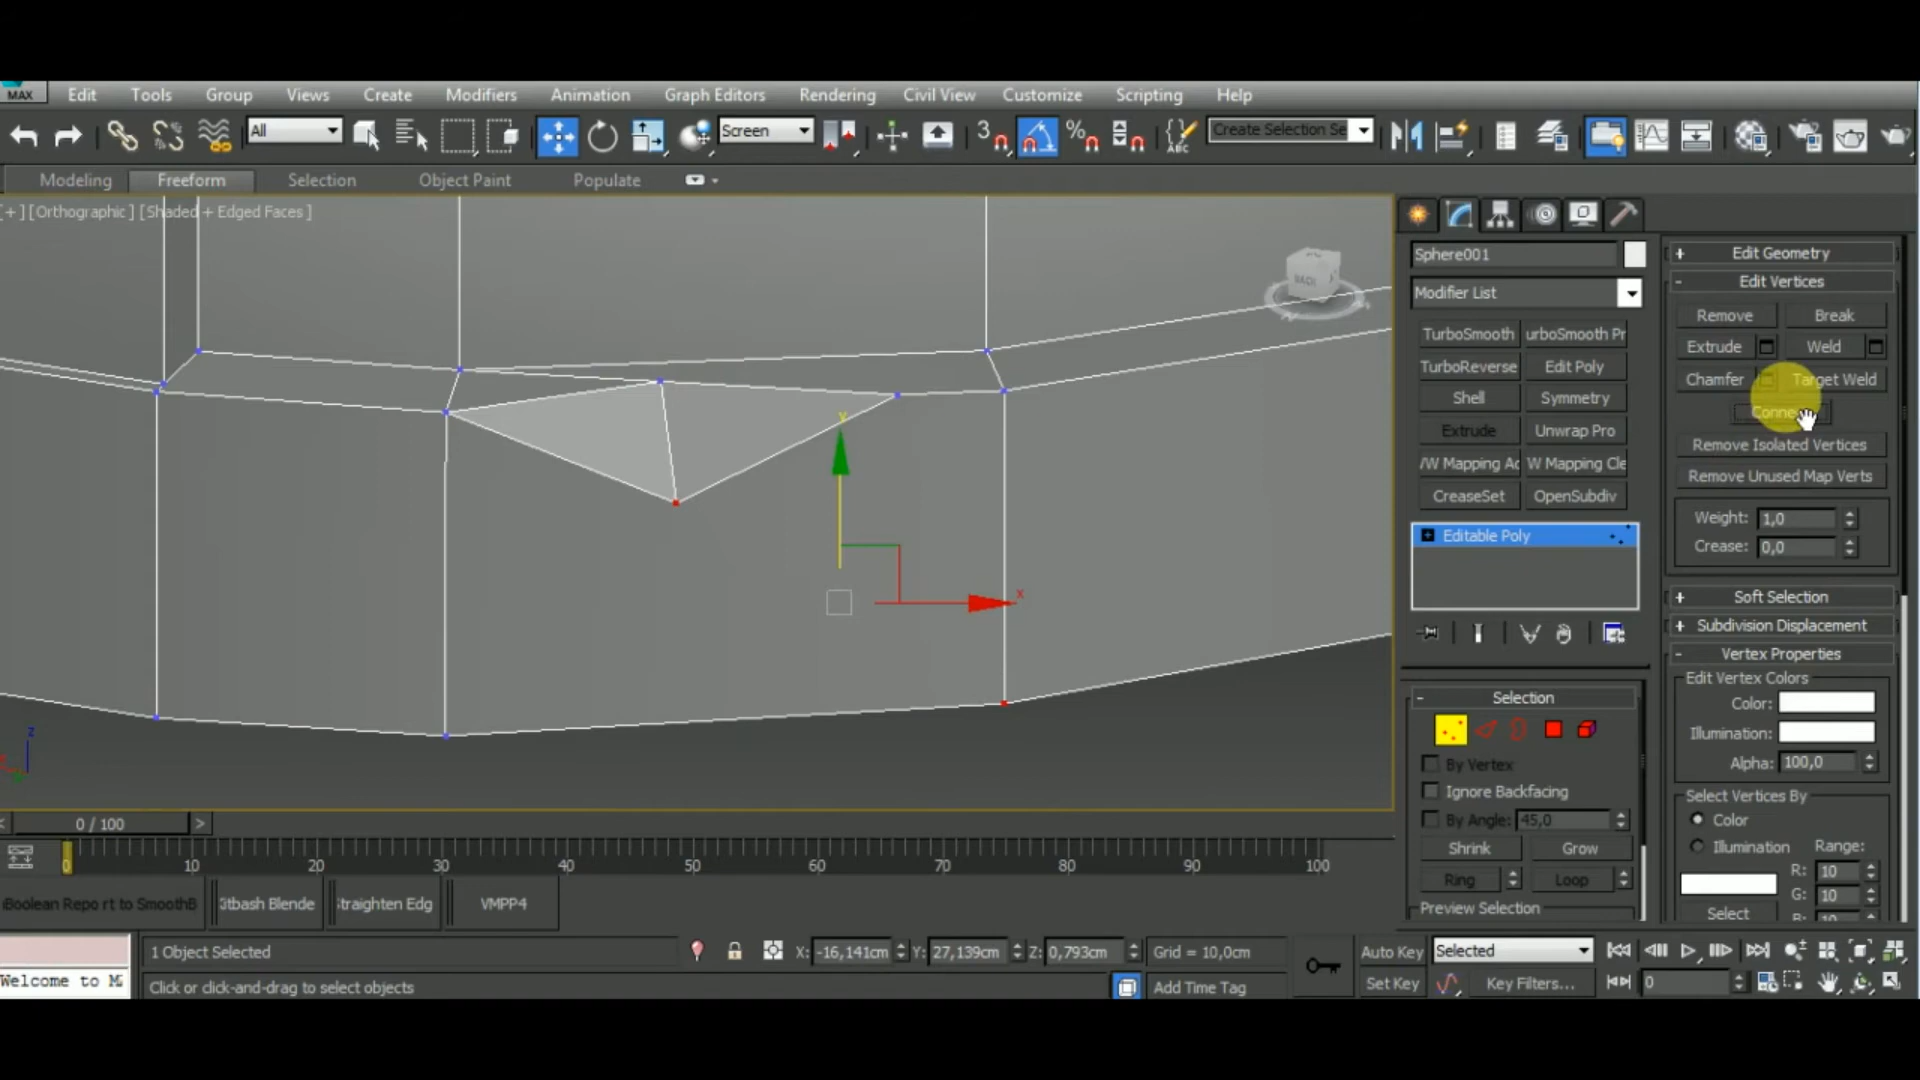 MAX Edit Tools Group Views Create Modifiers Animation Graph Editors Rendering Civil View Customize Scripting Help
All Screen 3 % ABC Create Selection Se
Modeling Freeform Selection Object Paint Populate
[+][Orthographic][Shaded + Edged Faces]
Sphere001
Modifier List
TurboSmooth urboSmooth Pr
TurboReverse Edit Poly
Shell Symmetry
Extrude Unwrap Pro
/W Mapping Ac W Mapping Cle
CreaseSet OpenSubdiv
Editable Poly
Selection
By Vertex
Ignore Backfacing
By Angle: 45,0
Shrink Grow
Ring Loop
Preview Selection
+ Edit Geometry
- Edit Vertices
Remove Break
Extrude Weld
Chamfer Target Weld
Conne
Remove Isolated Vertices
Remove Unused Map Verts
Weight: 1,0
Crease: 0,0
+ Soft Selection
+ Subdivision Displacement
- Vertex Properties
Edit Vertex Colors
Color:
Illumination:
Alpha: 100,0
Select Vertices By
Color
Illumination Range:
R: 10
G: 10
Select
y
x
z
< 0 / 100 >
0 10 20 30 40 50 60 70 80 90 100
Boolean Repo rt to SmoothB itbash Blende traighten Edg VMPP4
1 Object Selected X: -16,141cm Y: 27,139cm Z: 0,793cm Grid = 10,0cm Auto Key Selected
Welcome to M Click or click-and-drag to select objects Add Time Tag Set Key Key Filters... 0